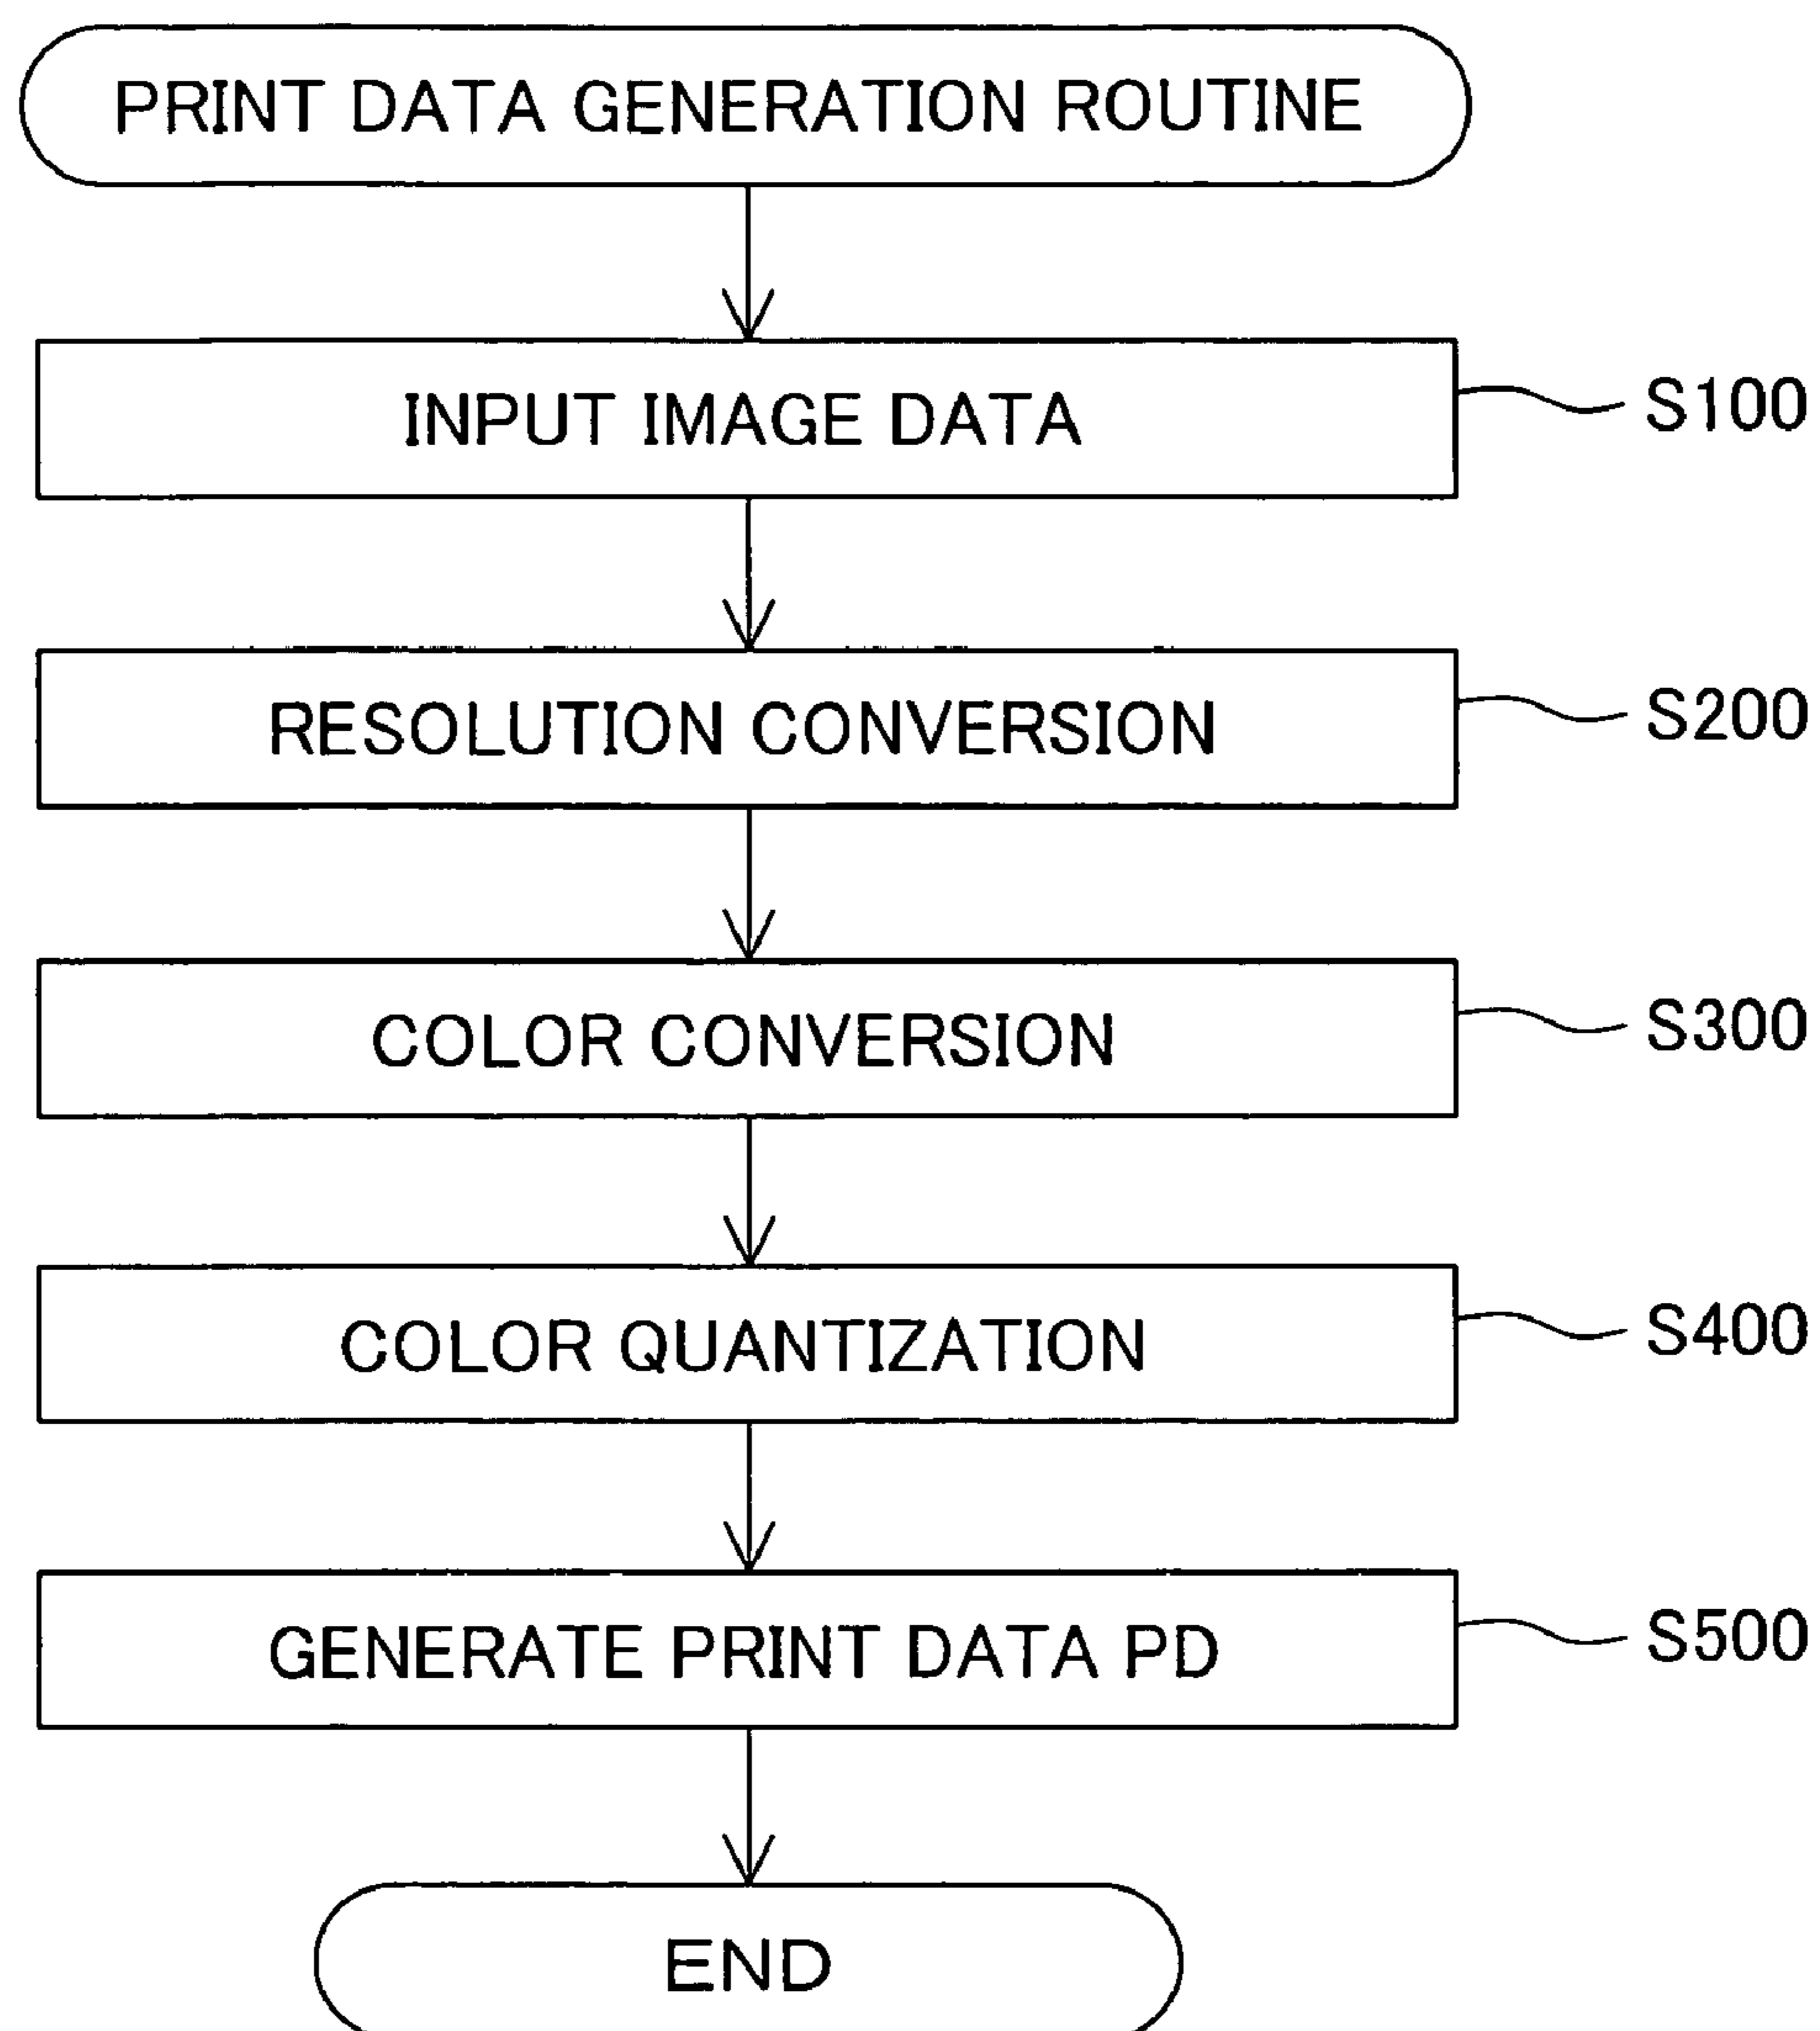 PRINT DATA GENERATION ROUTINE
INPUT IMAGE DATA S100
RESOLUTION CONVERSION S200
COLOR CONVERSION S300
COLOR QUANTIZATION S400
GENERATE PRINT DATA PD S500
END